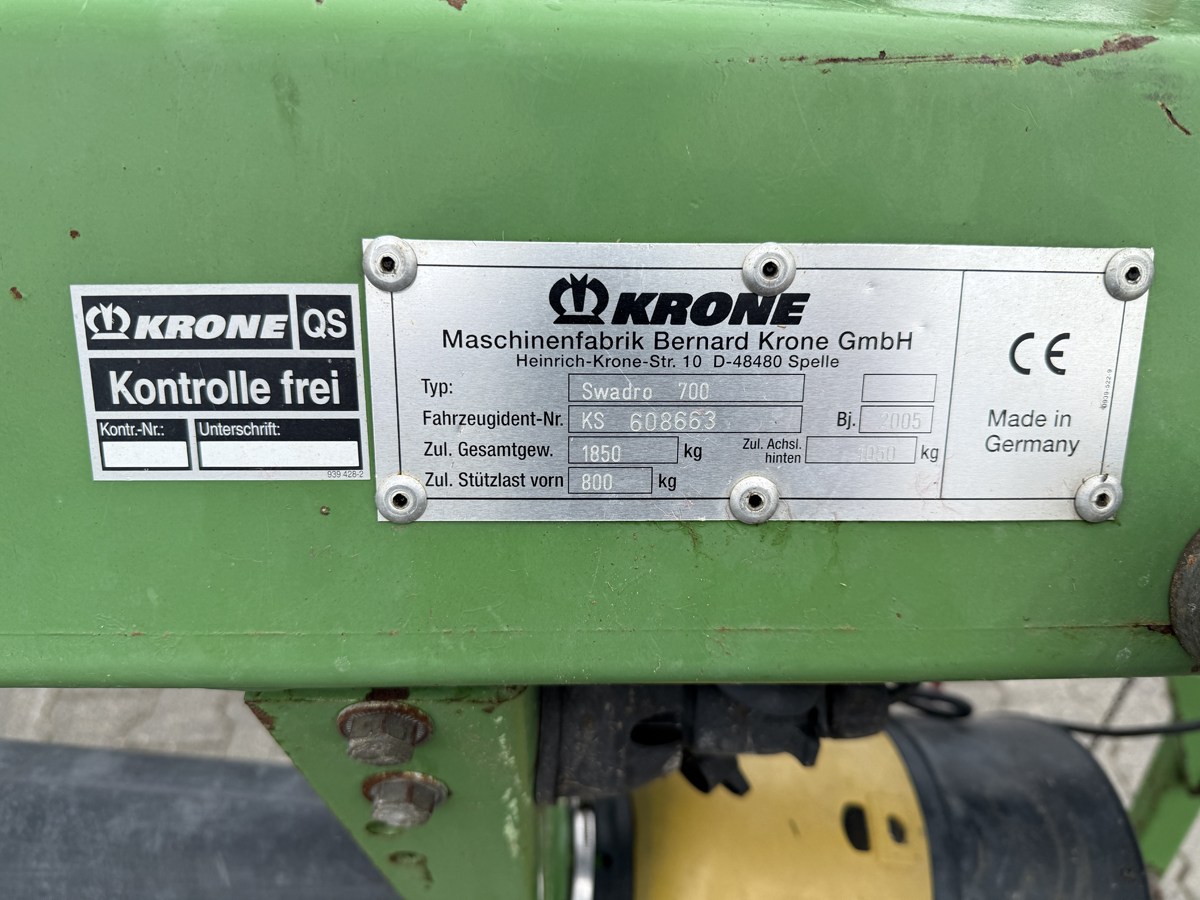 KRONE QS
Kontrolle frei
Kontr.-Nr.: Unterschrift:
939 428-2
KRONE
Maschinenfabrik Bernard Krone GmbH
Heinrich-Krone-Str. 10 D-48480 Spelle
Typ: Swadro 700
Fahrzeugident-Nr. KS 608663 Bj. 2005
Zul. Gesamtgew. 1850 kg Zul. Achsl. hinten kg
Zul. Stützlast vorn 800 kg
CE
Made in
Germany